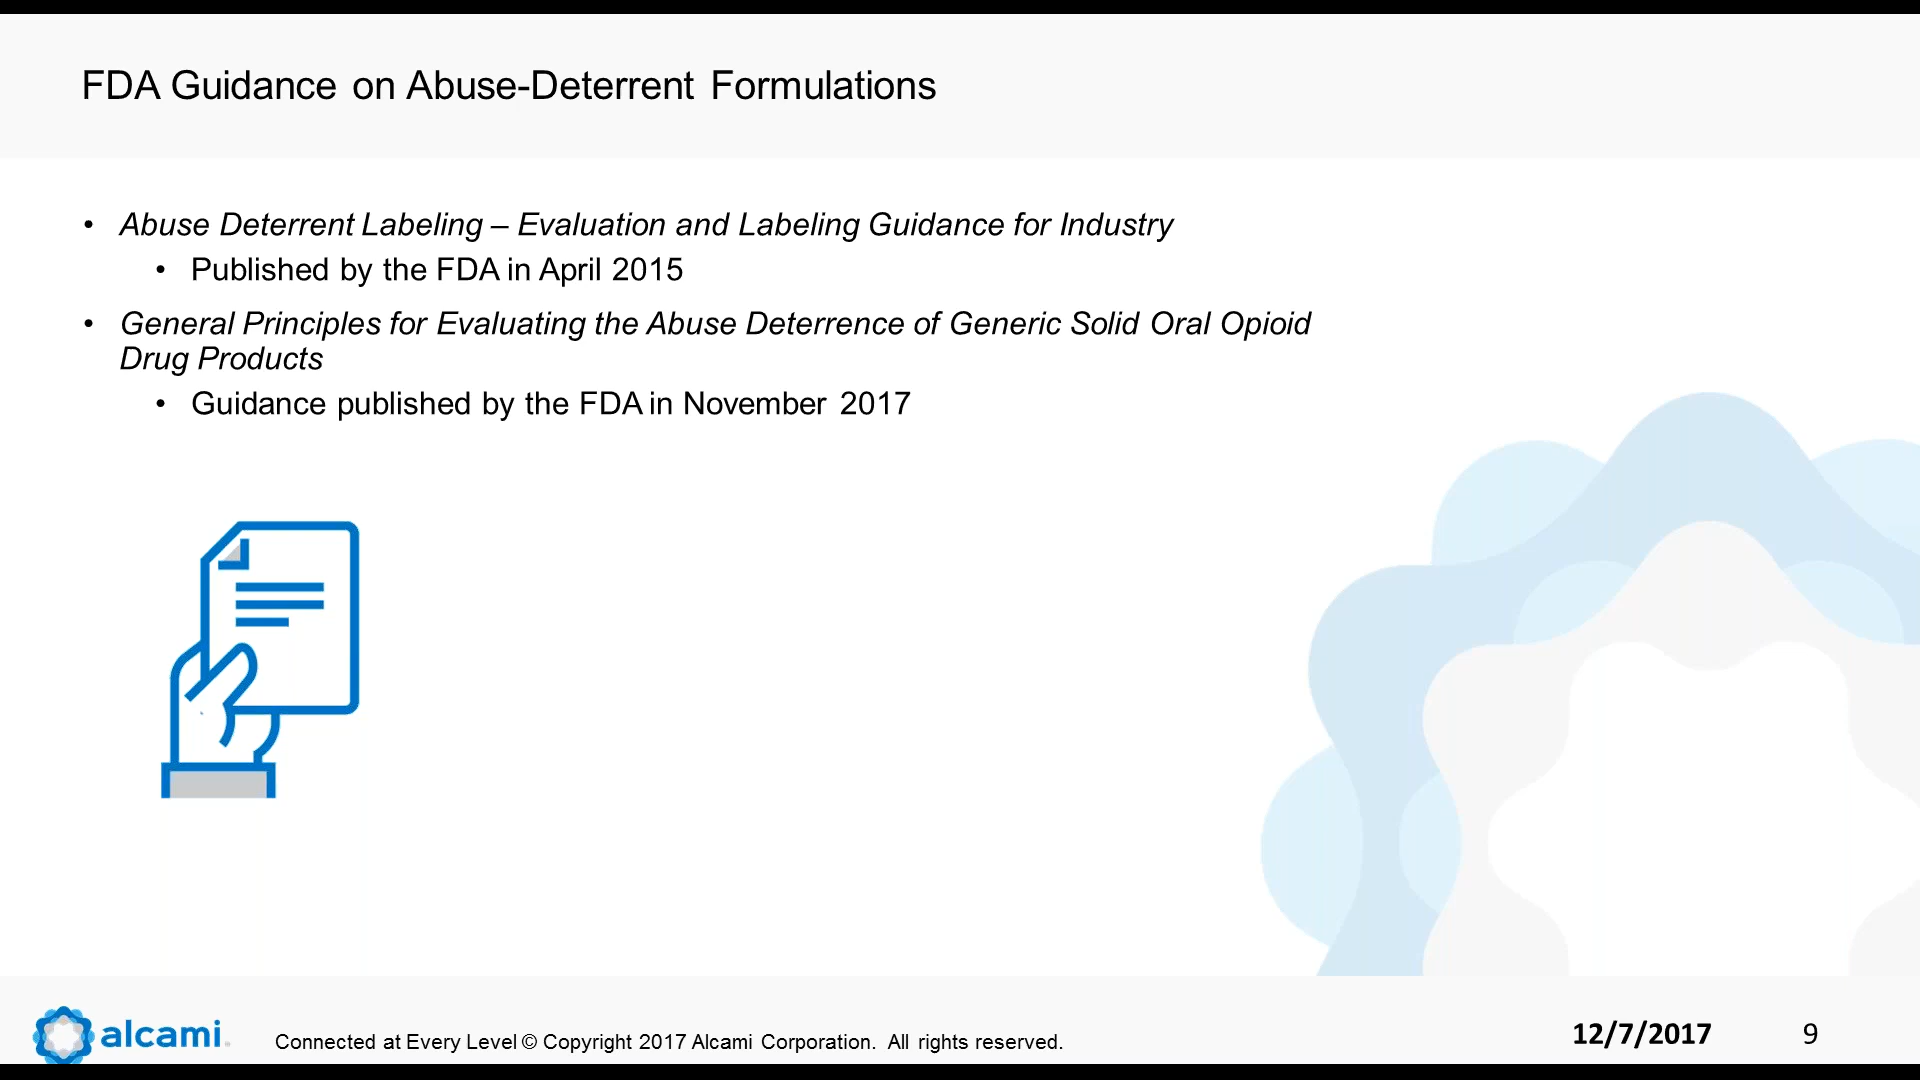 FDA Guidance on Abuse-Deterrent Formulations
• Abuse Deterrent Labeling – Evaluation and Labeling Guidance for Industry
• Published by the FDA in April 2015
• General Principles for Evaluating the Abuse Deterrence of Generic Solid Oral Opioid
Drug Products
• Guidance published by the FDA in November 2017
alcami
Connected at Every Level © Copyright 2017 Alcami Corporation. All rights reserved.
12/7/2017
9